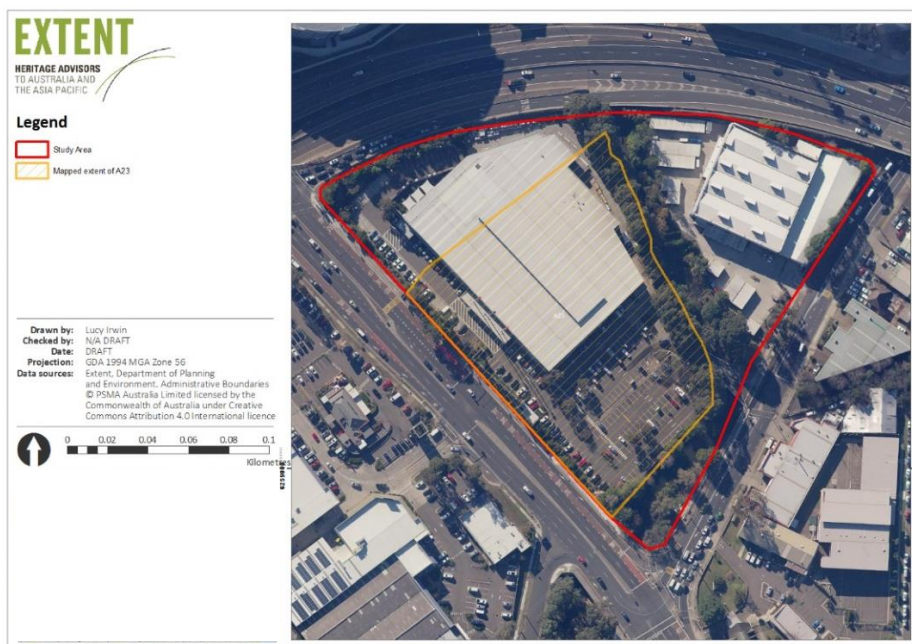 EXTENT
HERITAGE ADVISORS
TO AUSTRALIA AND
THE ASIA PACIFIC
Legend
Study Area
Mapped extent of A23
Drawn by: Lucy Irwin
Checked by: N/A DRAFT
Date: DRAFT
Projection: GDA 1994 MGA Zone 56
Data sources: Extent, Department of Planning
and Environment. Administrative Boundaries
© PSMA Australia Limited licensed by the
Commonwealth of Australia under Creative
Commons Attribution 4.0 International licence
0 0.02 0.04 0.06 0.08 0.1
Kilometres